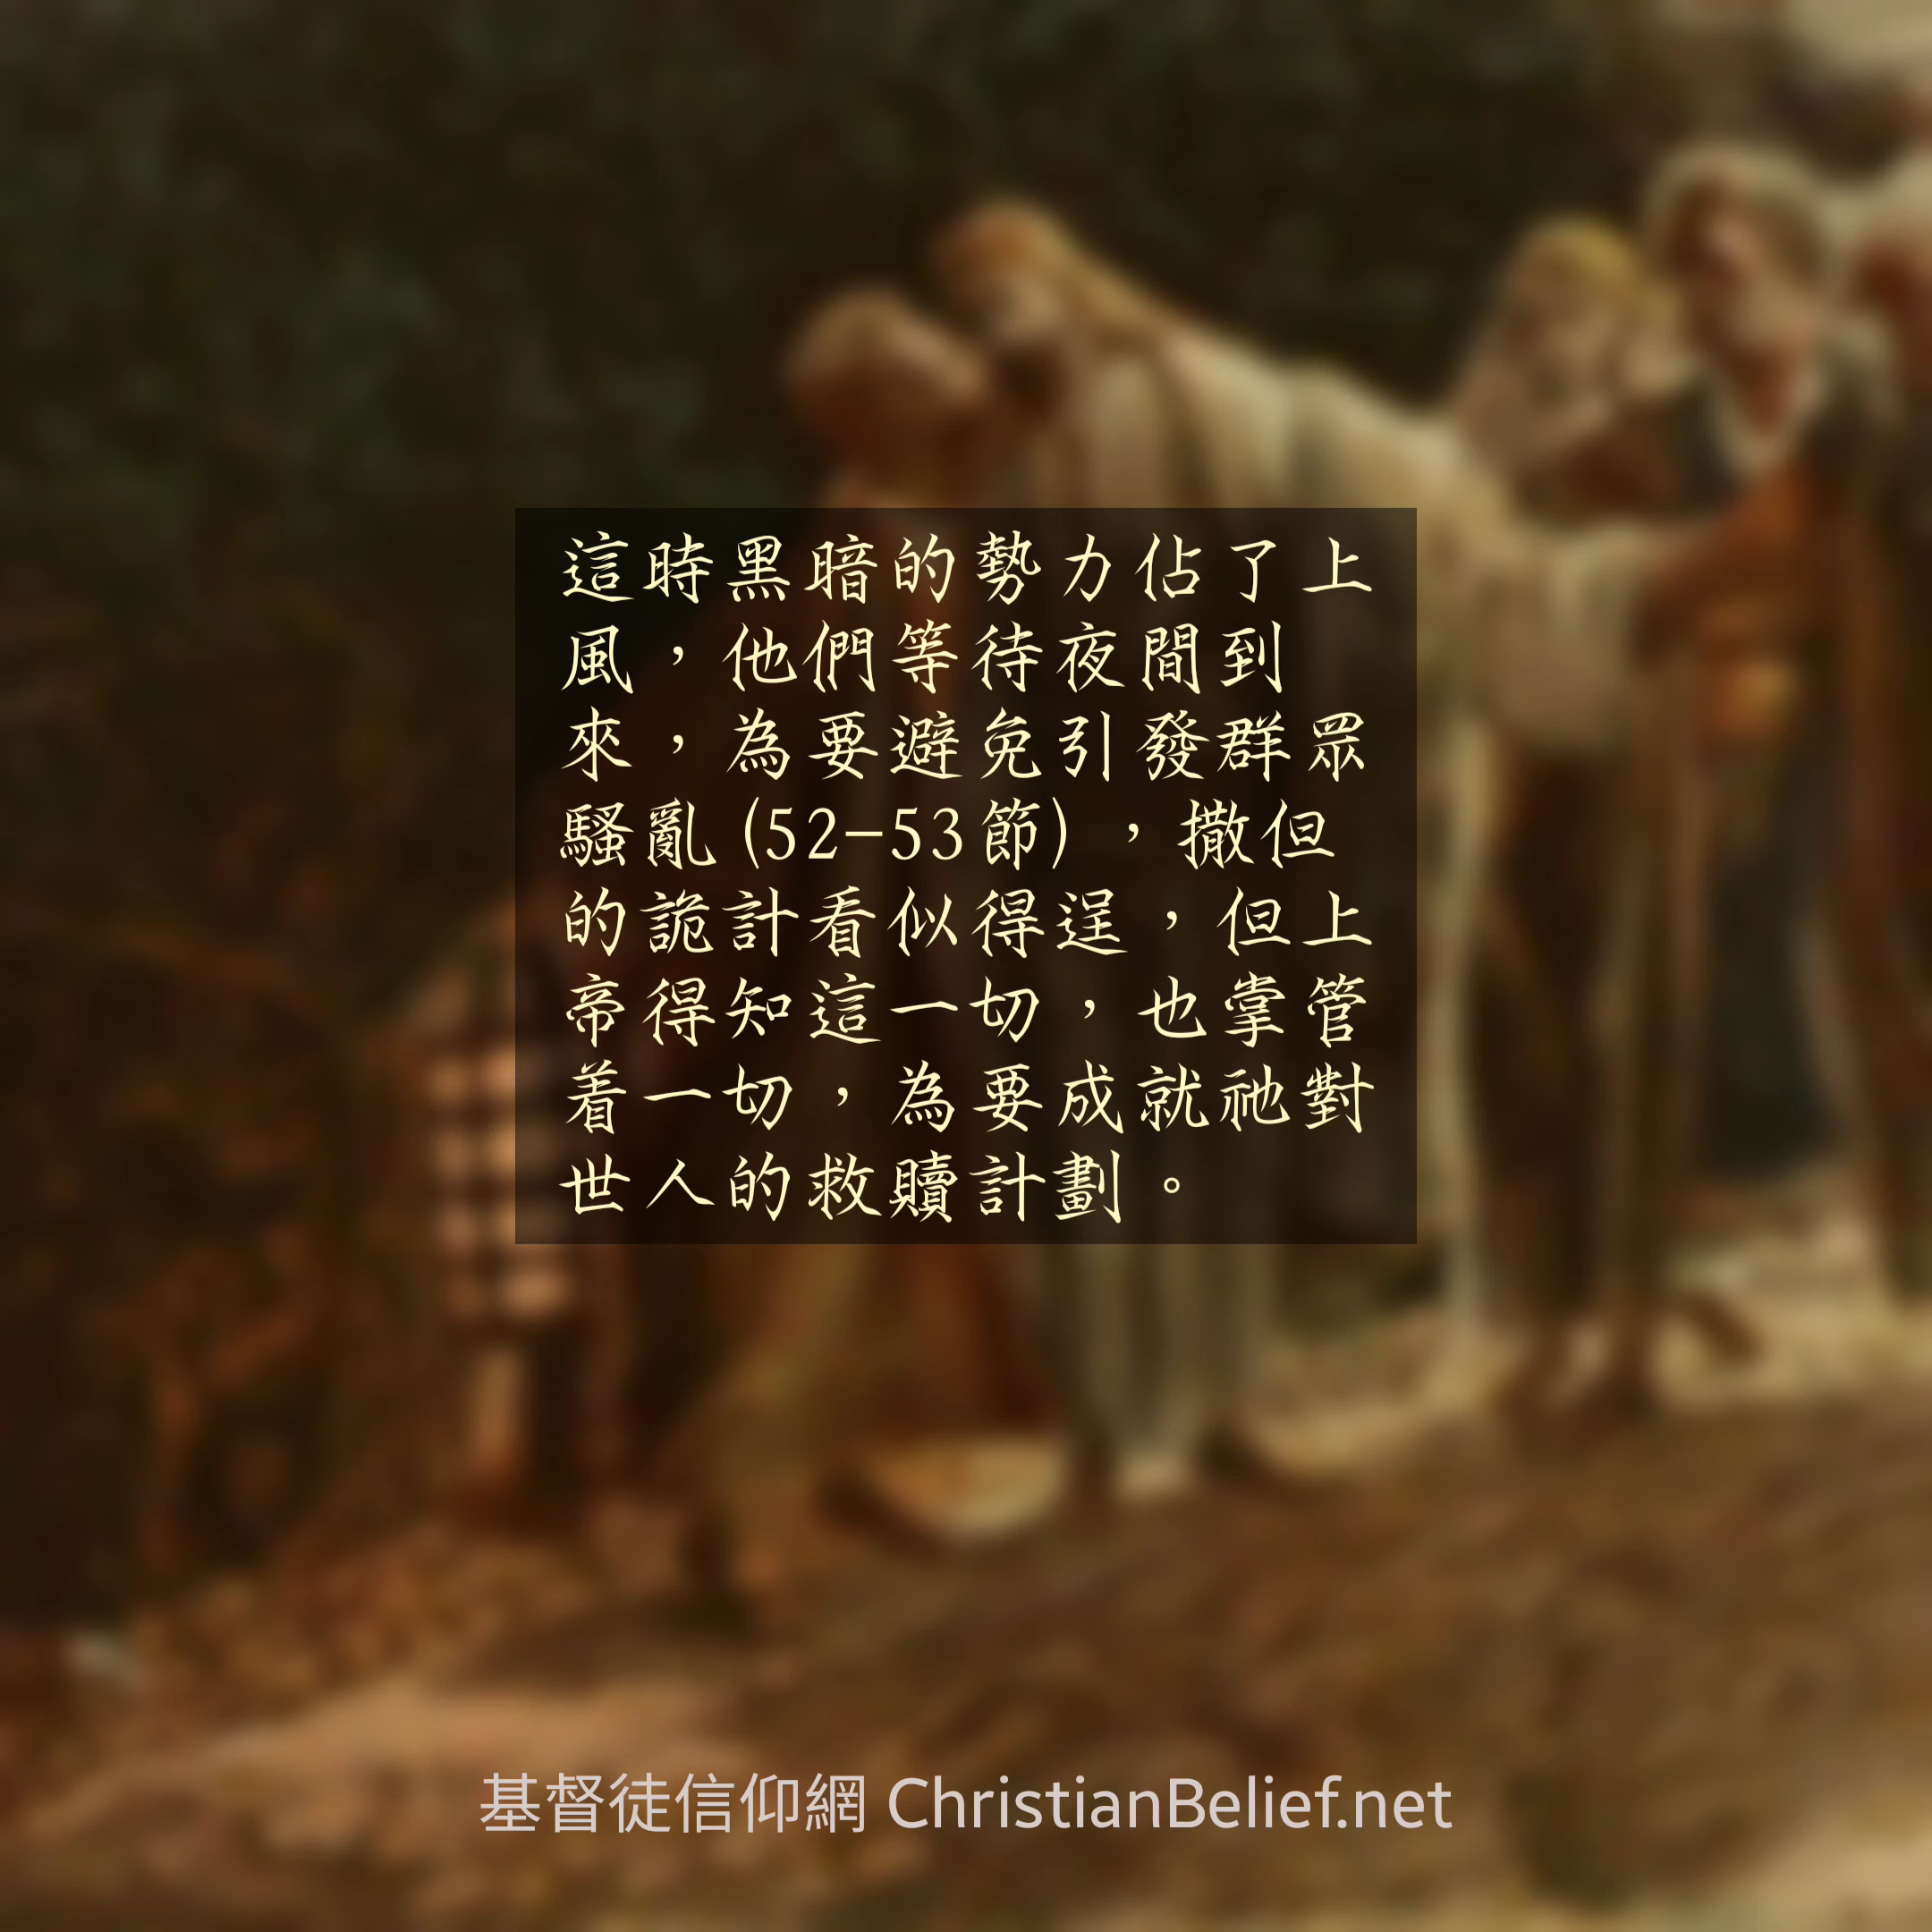 這時黑暗的勢力佔了上
風，他們等待夜間到
來，為要避免引發群眾
騷亂 (52–53節)，撒但
的詭計看似得逞，但上
帝得知這一切，也掌管
着一切，為要成就祂對
世人的救贖計劃。
基督徒信仰網 ChristianBelief.net